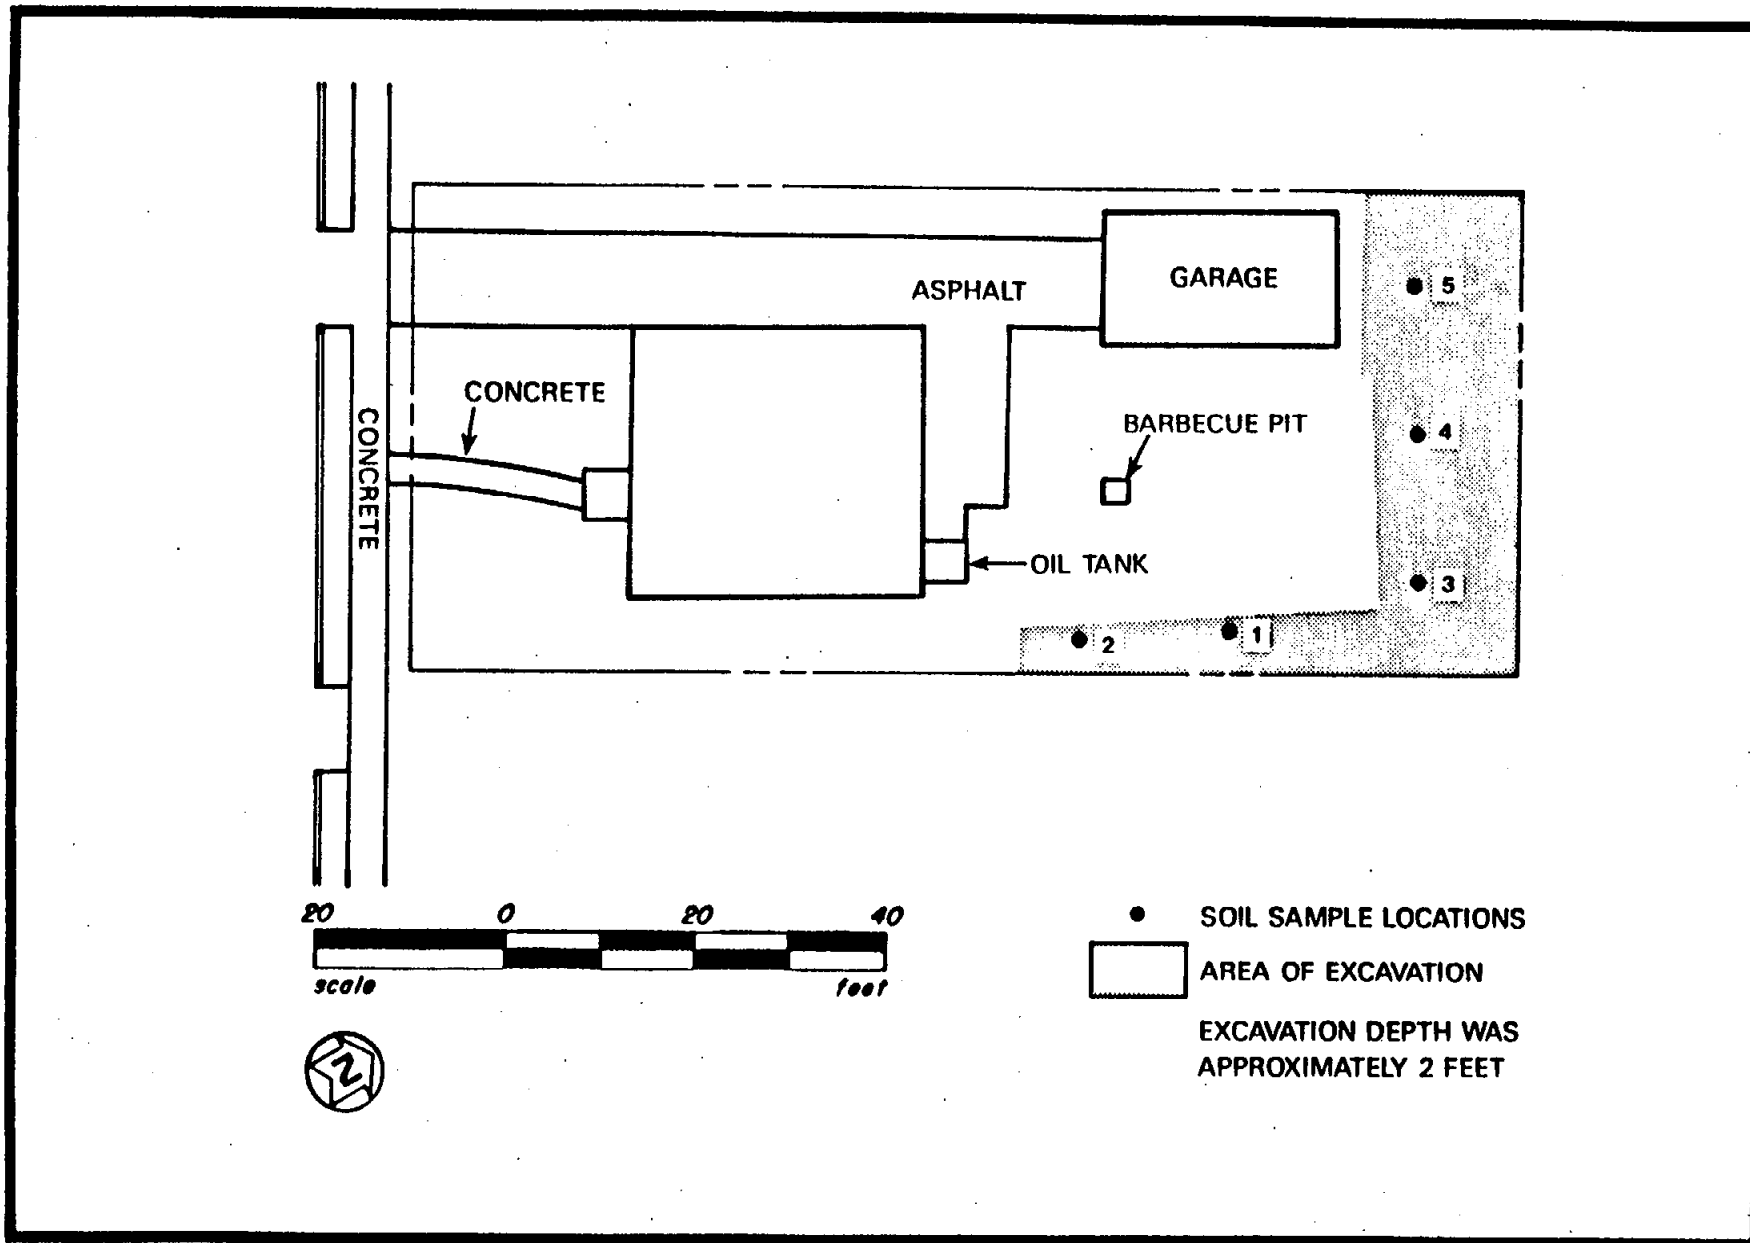 ASPHALT
GARAGE
5
CONCRETE
CONCRETE
BARBECUE PIT
4
OIL TANK
3
2
1
20 0 20 40
scale feet
N
SOIL SAMPLE LOCATIONS
AREA OF EXCAVATION
EXCAVATION DEPTH WAS
APPROXIMATELY 2 FEET